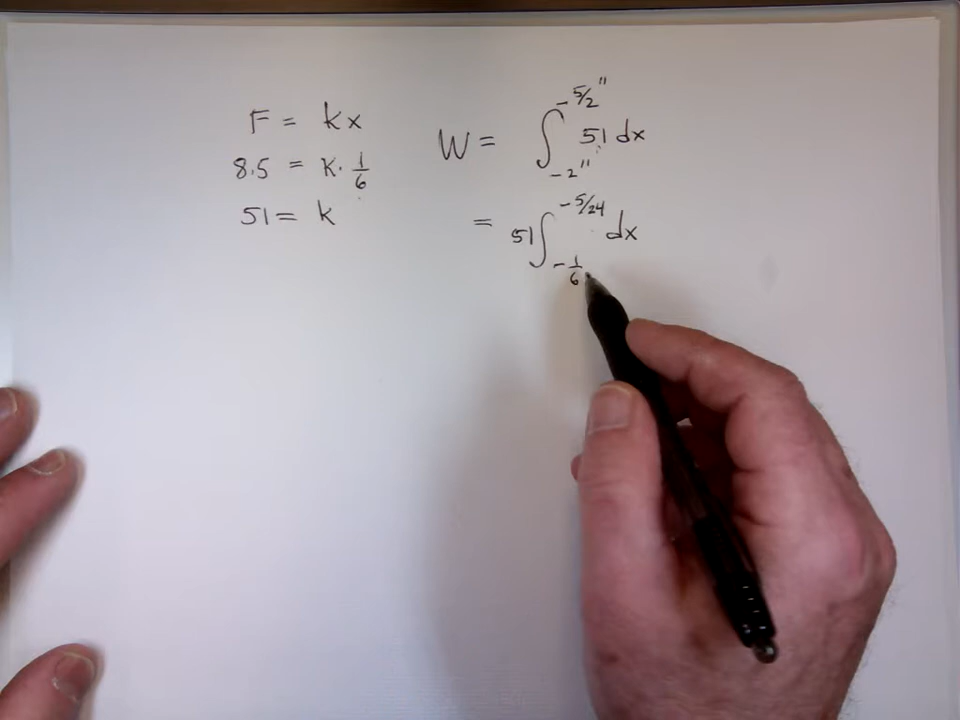 F = kx
8.5 = k · 1/6
51 = k
W = ∫_{-2"}^{-5/2"} 51 dx
= 51 ∫_{-1/6}^{-5/24} dx